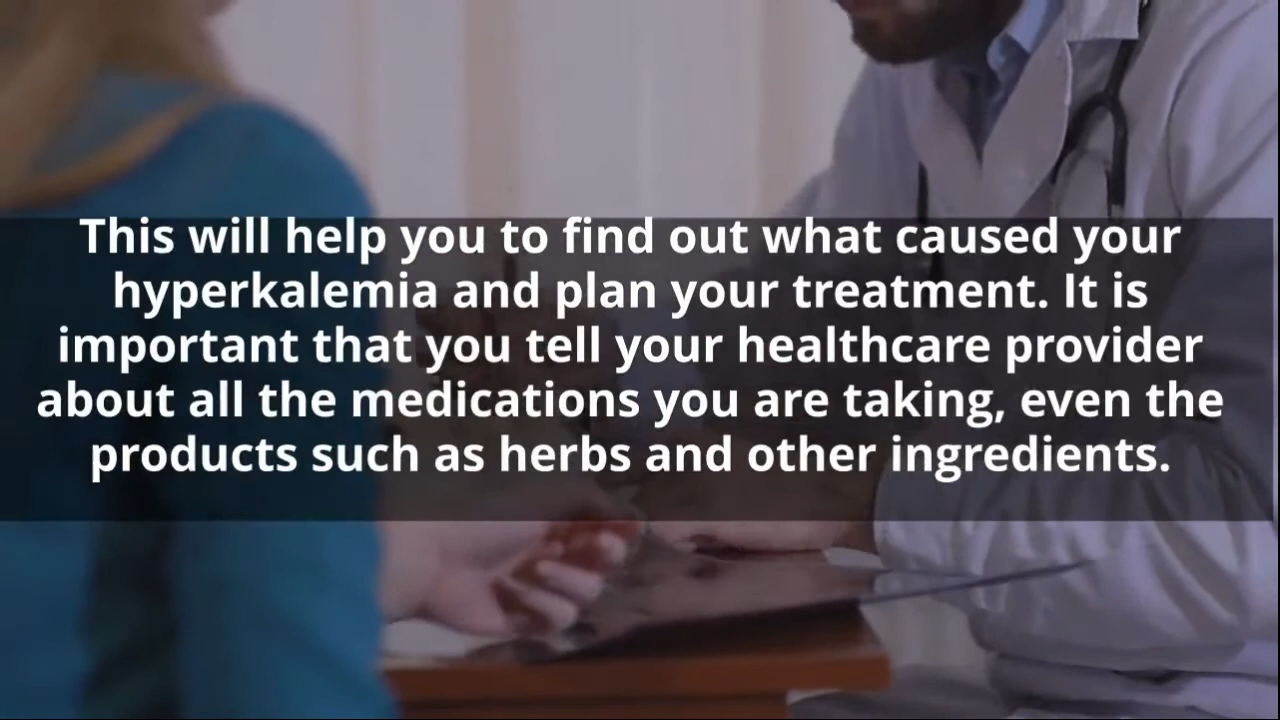 This will help you to find out what caused your
hyperkalemia and plan your treatment. It is
important that you tell your healthcare provider
about all the medications you are taking, even the
products such as herbs and other ingredients.